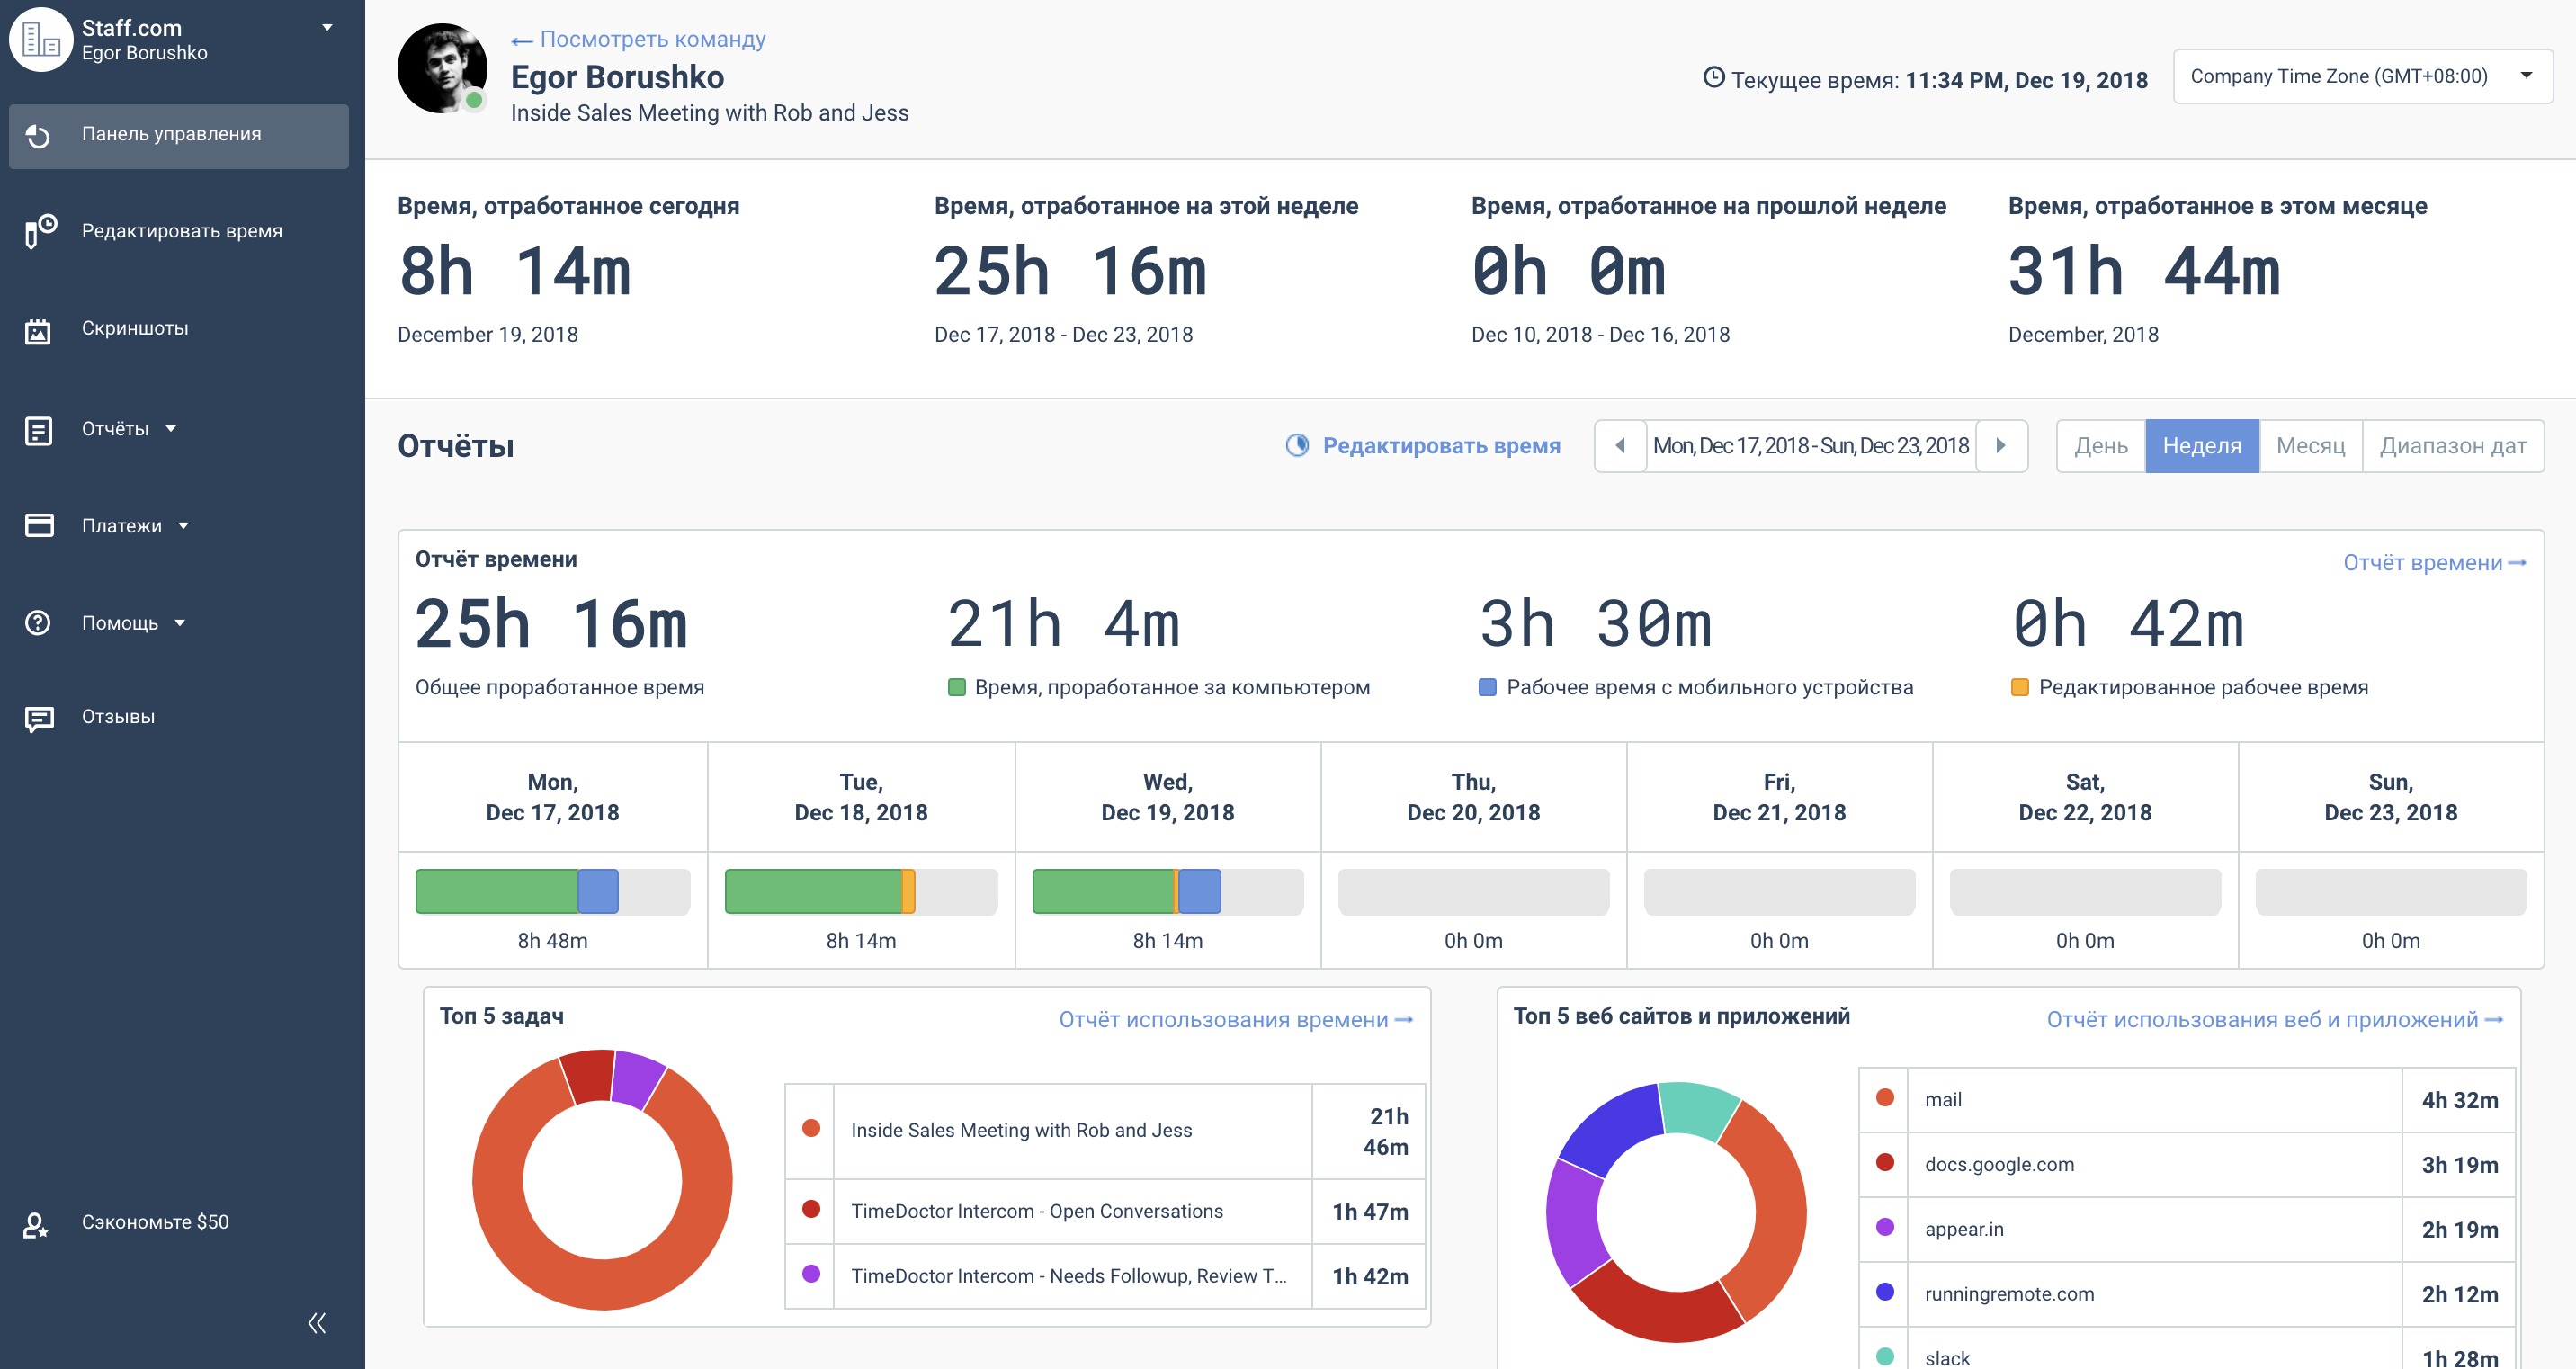 Staff.com
Egor Borushko
Панель управления
Редактировать время
Скриншоты
Отчёты
Платежи
Помощь
Отзывы
Сэкономьте $50
← Посмотреть команду
Egor Borushko
Inside Sales Meeting with Rob and Jess
Текущее время: 11:34 PM, Dec 19, 2018
Company Time Zone (GMT+08:00)
Время, отработанное сегодня
8h 14m
December 19, 2018
Время, отработанное на этой неделе
25h 16m
Dec 17, 2018 - Dec 23, 2018
Время, отработанное на прошлой неделе
0h 0m
Dec 10, 2018 - Dec 16, 2018
Время, отработанное в этом месяце
31h 44m
December, 2018
Отчёты
Редактировать время
Mon, Dec 17, 2018 - Sun, Dec 23, 2018
День
Неделя
Месяц
Диапазон дат
Отчёт времени
Отчёт времени →
25h 16m
Общее проработанное время
21h 4m
Время, проработанное за компьютером
3h 30m
Рабочее время с мобильного устройства
0h 42m
Редактированное рабочее время
Mon,
Dec 17, 2018
Tue,
Dec 18, 2018
Wed,
Dec 19, 2018
Thu,
Dec 20, 2018
Fri,
Dec 21, 2018
Sat,
Dec 22, 2018
Sun,
Dec 23, 2018
8h 48m
8h 14m
8h 14m
0h 0m
0h 0m
0h 0m
0h 0m
Топ 5 задач
Отчёт использования времени →
Inside Sales Meeting with Rob and Jess
21h
46m
TimeDoctor Intercom - Open Conversations
1h 47m
TimeDoctor Intercom - Needs Followup, Review T...
1h 42m
Топ 5 веб сайтов и приложений
Отчёт использования веб и приложений →
mail
4h 32m
docs.google.com
3h 19m
appear.in
2h 19m
runningremote.com
2h 12m
slack
1h 28m